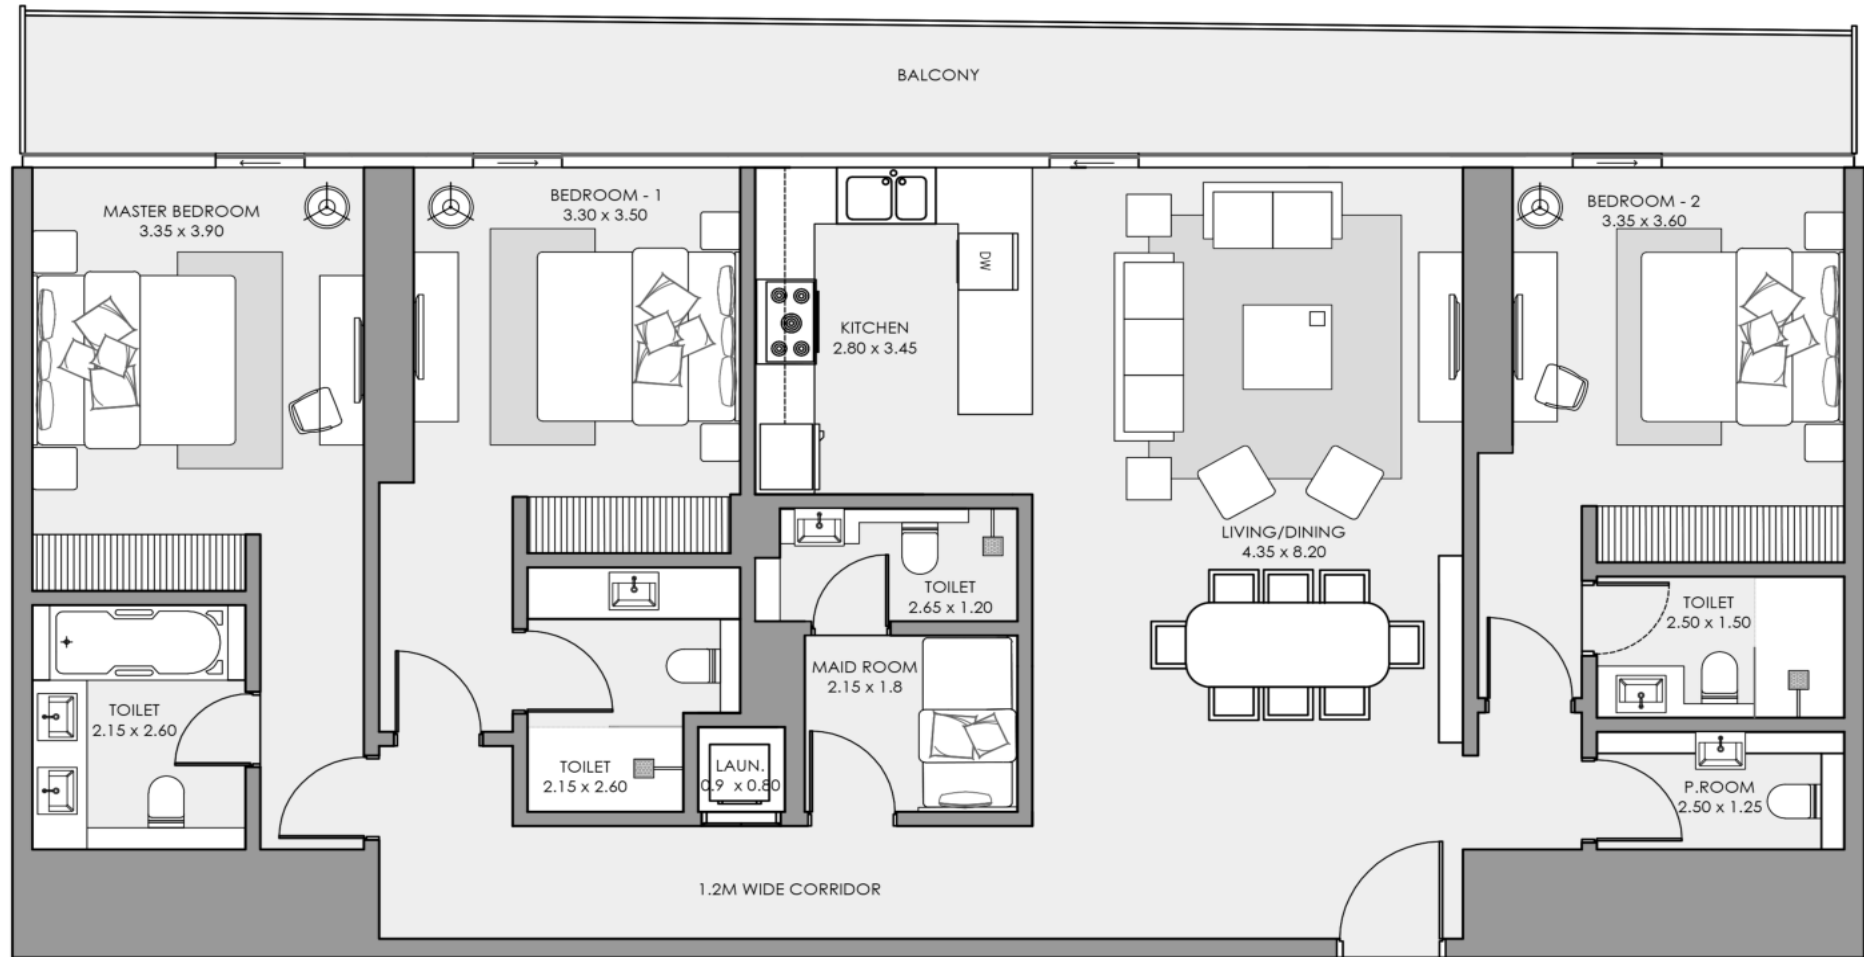 BALCONY
MASTER BEDROOM
3.35 x 3.90
BEDROOM - 1
3.30 x 3.50
BEDROOM - 2
3.35 x 3.60
DW
KITCHEN
2.80 x 3.45
LIVING/DINING
4.35 x 8.20
TOILET
2.65 x 1.20
TOILET
2.50 x 1.50
MAID ROOM
2.15 x 1.8
TOILET
2.15 x 2.60
TOILET
2.15 x 2.60
LAUN.
0.9 x 0.80
P.ROOM
2.50 x 1.25
1.2M WIDE CORRIDOR